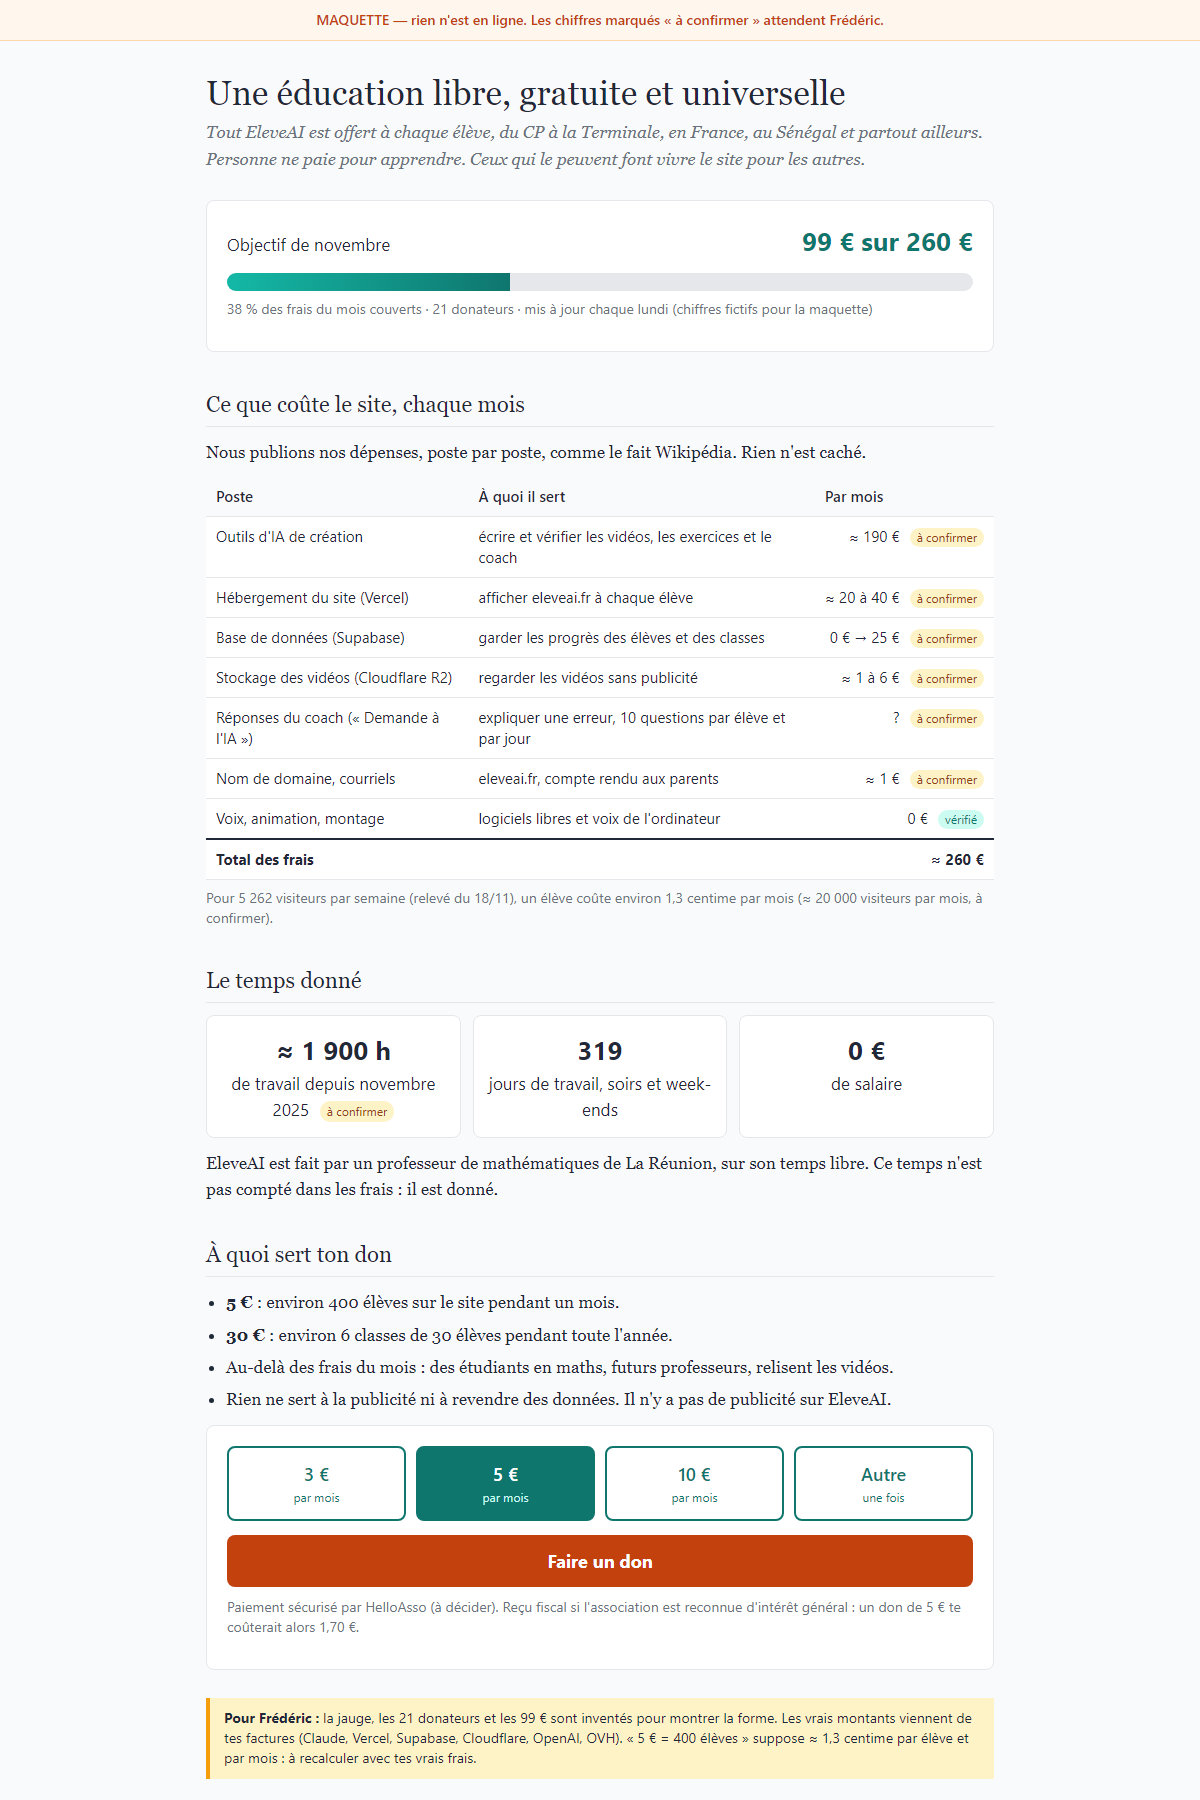 MAQUETTE — rien n'est en ligne. Les chiffres marqués « à confirmer » attendent Frédéric.
Une éducation libre, gratuite et universelle
Tout EleveAI est offert à chaque élève, du CP à la Terminale, en France, au Sénégal et partout ailleurs.
Personne ne paie pour apprendre. Ceux qui le peuvent font vivre le site pour les autres.
Objectif de novembre 99 € sur 260 €
38 % des frais du mois couverts · 21 donateurs · mis à jour chaque lundi (chiffres fictifs pour la maquette)
Ce que coûte le site, chaque mois
Nous publions nos dépenses, poste par poste, comme le fait Wikipédia. Rien n'est caché.
Poste À quoi il sert Par mois
Outils d'IA de création écrire et vérifier les vidéos, les exercices et le ≈ 190 € à confirmer
coach
Hébergement du site (Vercel) afficher eleveai.fr à chaque élève ≈ 20 à 40 € à confirmer
Base de données (Supabase) garder les progrès des élèves et des classes 0 € → 25 € à confirmer
Stockage des vidéos (Cloudflare R2) regarder les vidéos sans publicité ≈ 1 à 6 € à confirmer
Réponses du coach (« Demande à expliquer une erreur, 10 questions par élève et ? à confirmer
l'IA ») par jour
Nom de domaine, courriels eleveai.fr, compte rendu aux parents ≈ 1 € à confirmer
Voix, animation, montage logiciels libres et voix de l'ordinateur 0 € vérifié
Total des frais ≈ 260 €
Pour 5 262 visiteurs par semaine (relevé du 18/11), un élève coûte environ 1,3 centime par mois (≈ 20 000 visiteurs par mois, à
confirmer).
Le temps donné
≈ 1 900 h 319 0 €
de travail depuis novembre jours de travail, soirs et week- de salaire
2025 à confirmer ends
EleveAI est fait par un professeur de mathématiques de La Réunion, sur son temps libre. Ce temps n'est
pas compté dans les frais : il est donné.
À quoi sert ton don
• 5 € : environ 400 élèves sur le site pendant un mois.
• 30 € : environ 6 classes de 30 élèves pendant toute l'année.
• Au-delà des frais du mois : des étudiants en maths, futurs professeurs, relisent les vidéos.
• Rien ne sert à la publicité ni à revendre des données. Il n'y a pas de publicité sur EleveAI.
3 € 5 € 10 € Autre
par mois par mois par mois une fois
Faire un don
Paiement sécurisé par HelloAsso (à décider). Reçu fiscal si l'association est reconnue d'intérêt général : un don de 5 € te
coûterait alors 1,70 €.
Pour Frédéric : la jauge, les 21 donateurs et les 99 € sont inventés pour montrer la forme. Les vrais montants viennent de
tes factures (Claude, Vercel, Supabase, Cloudflare, OpenAI, OVH). « 5 € = 400 élèves » suppose ≈ 1,3 centime par élève et
par mois : à recalculer avec tes vrais frais.